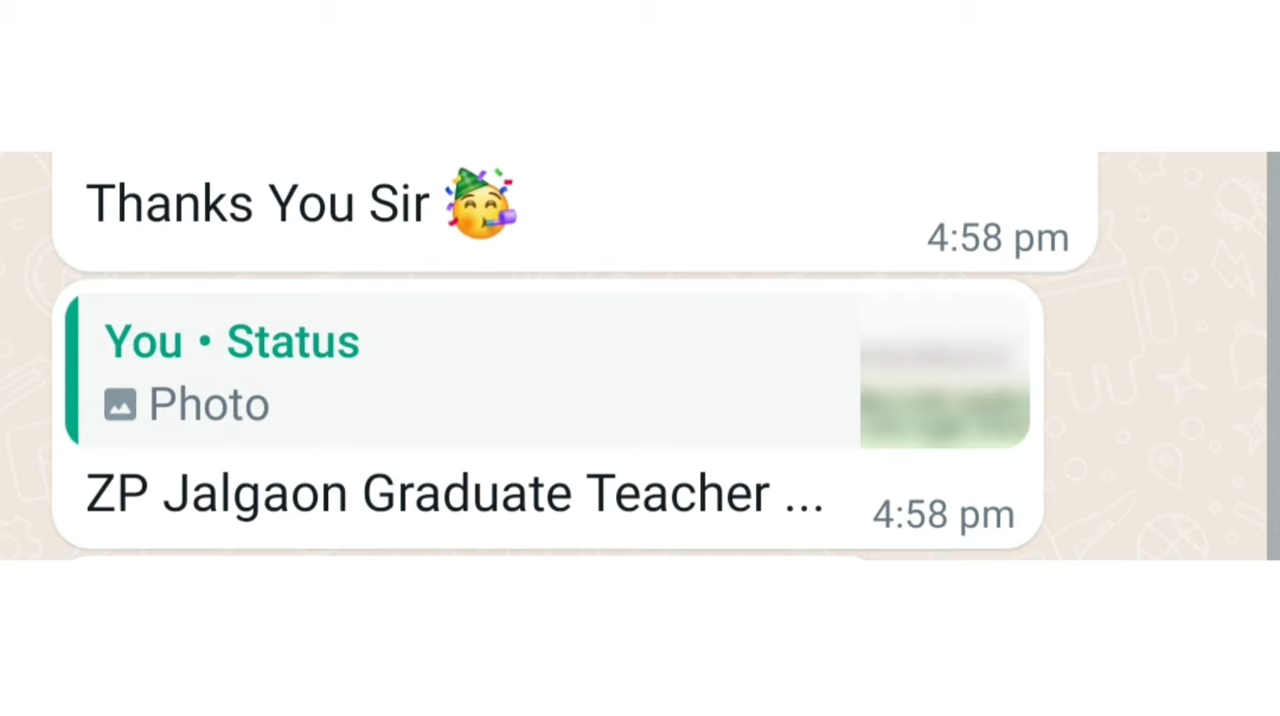 Thanks You Sir 🥳
4:58 pm
You • Status
Photo
ZP Jalgaon Graduate Teacher ...
4:58 pm